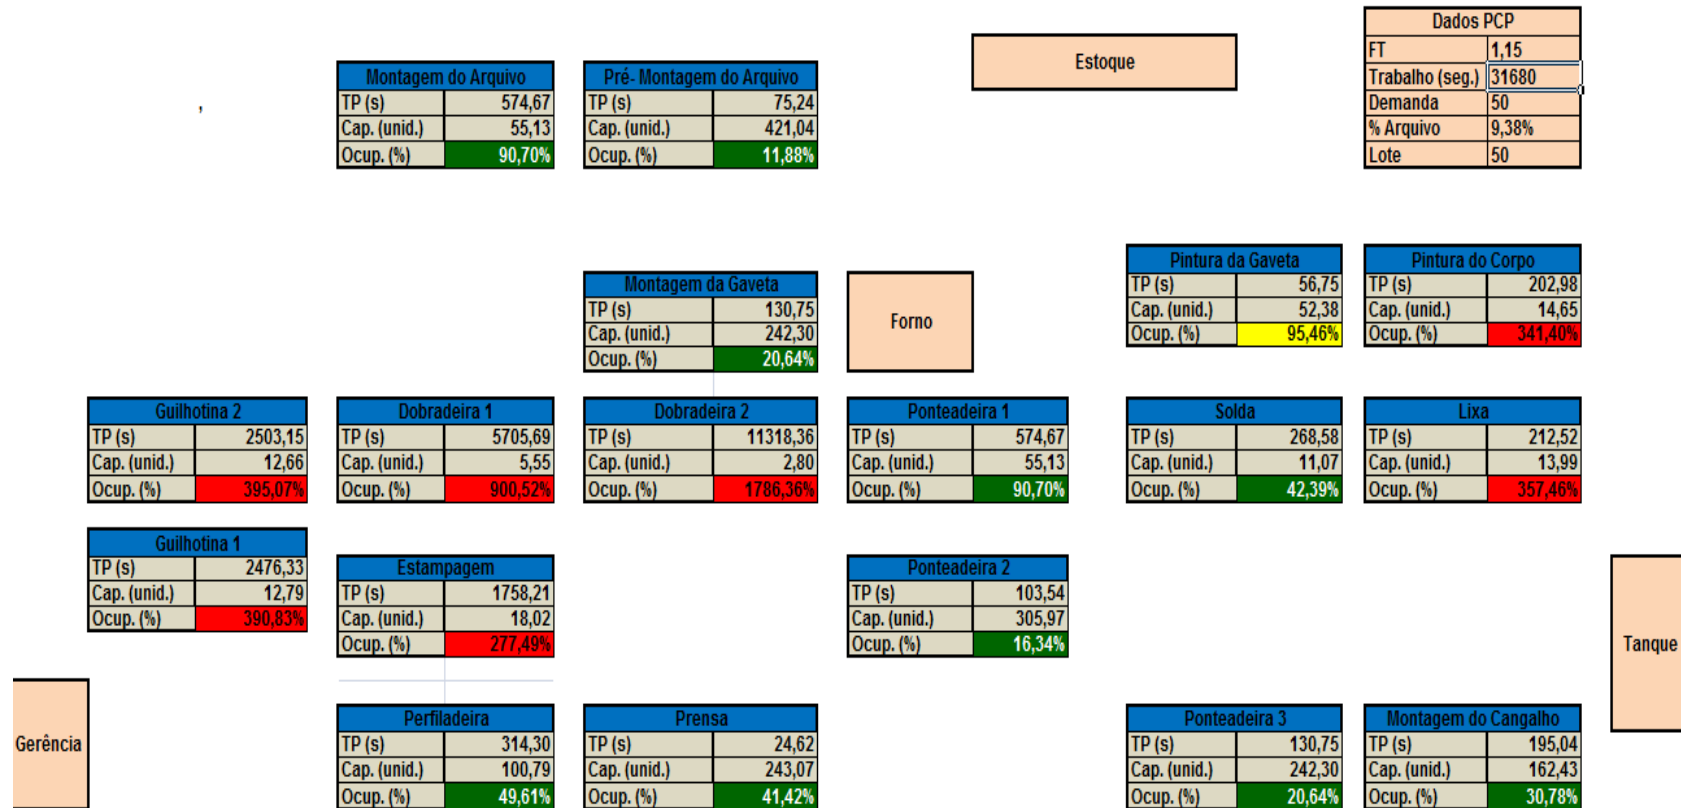 Dados PCP
FT 1,15
Trabalho (seg.) 31680
Demanda 50
% Arquivo 9,38%
Lote 50
Estoque
Montagem do Arquivo
TP (s) 574,67
Cap. (unid.) 55,13
Ocup. (%) 90,70%
Pré- Montagem do Arquivo
TP (s) 75,24
Cap. (unid.) 421,04
Ocup. (%) 11,88%
,
Montagem da Gaveta
TP (s) 130,75
Cap. (unid.) 242,30
Ocup. (%) 20,64%
Forno
Pintura da Gaveta
TP (s) 56,75
Cap. (unid.) 52,38
Ocup. (%) 95,46%
Pintura do Corpo
TP (s) 202,98
Cap. (unid.) 14,65
Ocup. (%) 341,40%
Guilhotina 2
TP (s) 2503,15
Cap. (unid.) 12,66
Ocup. (%) 395,07%
Dobradeira 1
TP (s) 5705,69
Cap. (unid.) 5,55
Ocup. (%) 900,52%
Dobradeira 2
TP (s) 11318,36
Cap. (unid.) 2,80
Ocup. (%) 1786,36%
Ponteadeira 1
TP (s) 574,67
Cap. (unid.) 55,13
Ocup. (%) 90,70%
Solda
TP (s) 268,58
Cap. (unid.) 11,07
Ocup. (%) 42,39%
Lixa
TP (s) 212,52
Cap. (unid.) 13,99
Ocup. (%) 357,46%
Guilhotina 1
TP (s) 2476,33
Cap. (unid.) 12,79
Ocup. (%) 390,83%
Estampagem
TP (s) 1758,21
Cap. (unid.) 18,02
Ocup. (%) 277,49%
Ponteadeira 2
TP (s) 103,54
Cap. (unid.) 305,97
Ocup. (%) 16,34%
Tanque
Gerência
Perfiladeira
TP (s) 314,30
Cap. (unid.) 100,79
Ocup. (%) 49,61%
Prensa
TP (s) 24,62
Cap. (unid.) 243,07
Ocup. (%) 41,42%
Ponteadeira 3
TP (s) 130,75
Cap. (unid.) 242,30
Ocup. (%) 20,64%
Montagem do Cangalho
TP (s) 195,04
Cap. (unid.) 162,43
Ocup. (%) 30,78%